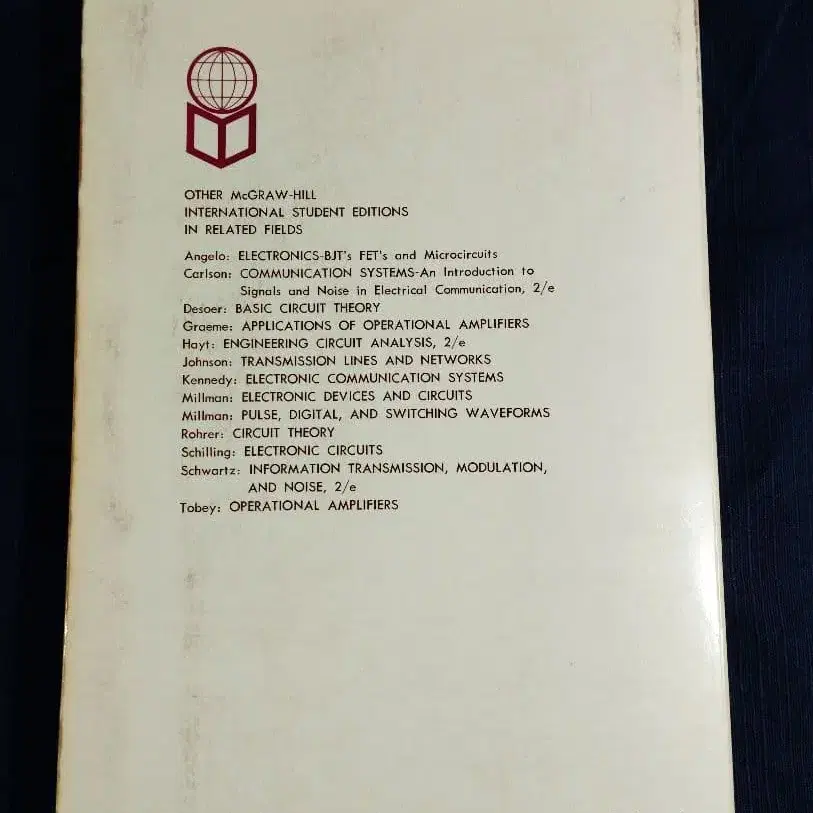 OTHER McGRAW-HILL
INTERNATIONAL STUDENT EDITIONS
IN RELATED FIELDS
Angelo: ELECTRONICS-BJT's FET's and Microcircuits
Carlson: COMMUNICATION SYSTEMS-An Introduction to
Signals and Noise in Electrical Communication, 2/e
Desoer: BASIC CIRCUIT THEORY
Graeme: APPLICATIONS OF OPERATIONAL AMPLIFIERS
Hayt: ENGINEERING CIRCUIT ANALYSIS, 2/e
Johnson: TRANSMISSION LINES AND NETWORKS
Kennedy: ELECTRONIC COMMUNICATION SYSTEMS
Millman: ELECTRONIC DEVICES AND CIRCUITS
Millman: PULSE, DIGITAL, AND SWITCHING WAVEFORMS
Rohrer: CIRCUIT THEORY
Schilling: ELECTRONIC CIRCUITS
Schwartz: INFORMATION TRANSMISSION, MODULATION,
AND NOISE, 2/e
Tobey: OPERATIONAL AMPLIFIERS